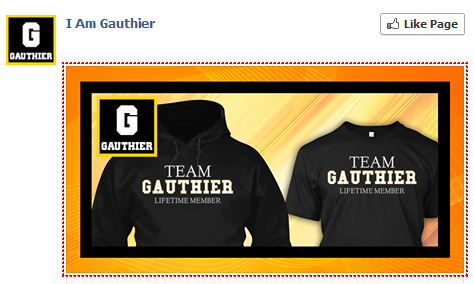 G
GAUTHIER
I Am Gauthier
Like Page
G
GAUTHIER
TEAM
GAUTHIER
LIFETIME MEMBER
TEAM
GAUTHIER
LIFETIME MEMBER